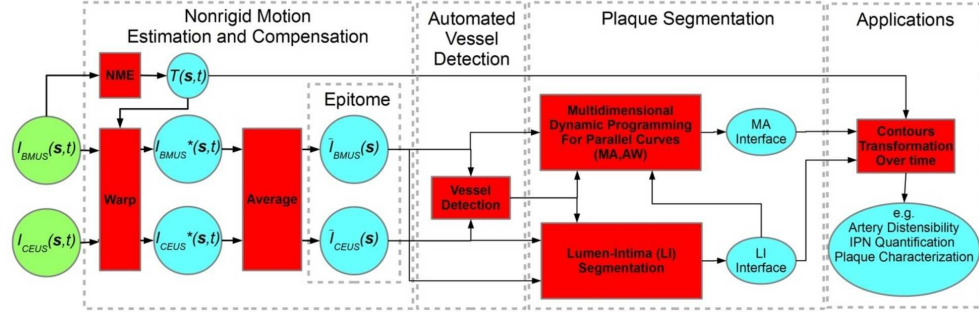 Nonrigid Motion
Estimation and Compensation
Automated
Vessel
Detection
Plaque Segmentation
Applications
NME
T(s,t)
Epitome
I_BMUS(s,t)
Warp
I_BMUS*(s,t)
Average
Ī_BMUS(s)
I_CEUS(s,t)
I_CEUS*(s,t)
Ī_CEUS(s)
Vessel
Detection
Multidimensional
Dynamic Programming
For Parallel Curves
(MA,AW)
MA
Interface
Lumen-Intima (LI)
Segmentation
LI
Interface
Contours
Transformation
Over time
e.g.
Artery Distensibility
IPN Quantification
Plaque Characterization